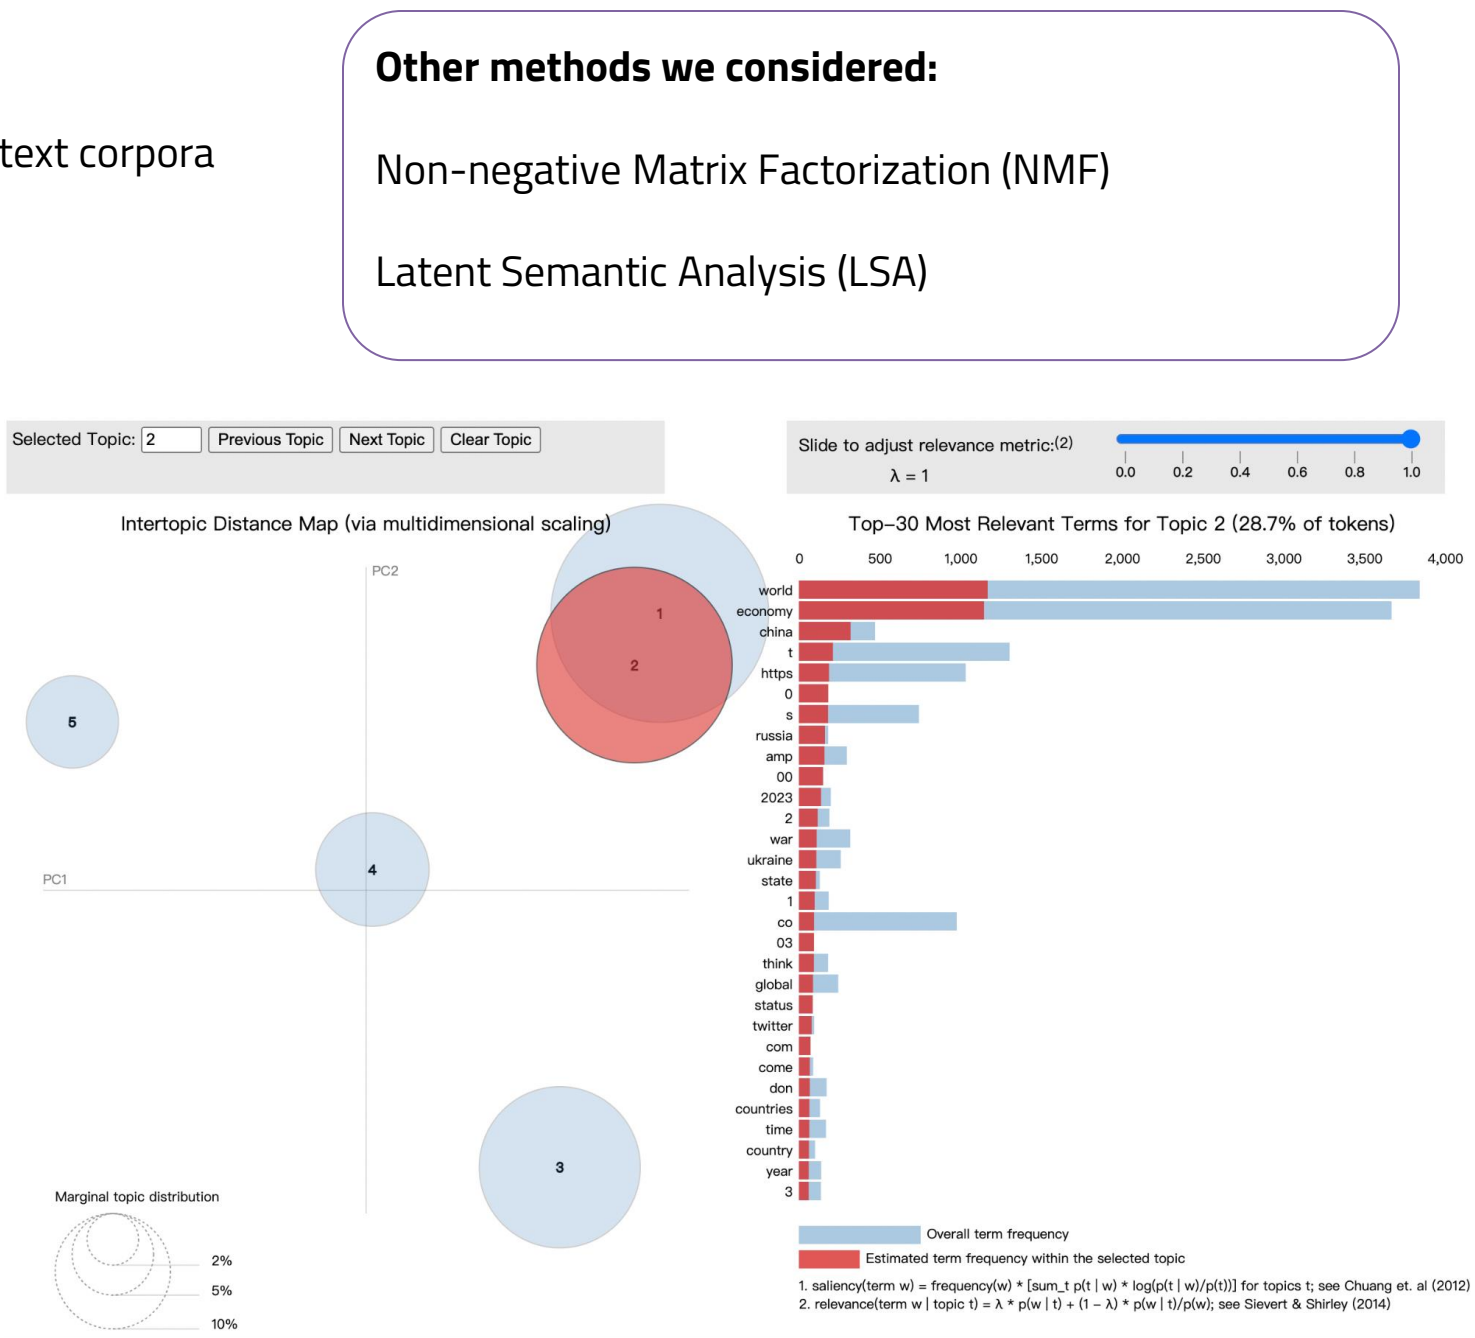 Other methods we considered:
text corpora
Non-negative Matrix Factorization (NMF)
Latent Semantic Analysis (LSA)
Selected Topic: 2 Previous Topic Next Topic Clear Topic
Slide to adjust relevance metric:(2)
λ = 1
0.0 0.2 0.4 0.6 0.8 1.0
Intertopic Distance Map (via multidimensional scaling)
PC2
PC1
1
2
5
4
3
Marginal topic distribution
2%
5%
10%
Top-30 Most Relevant Terms for Topic 2 (28.7% of tokens)
0 500 1,000 1,500 2,000 2,500 3,000 3,500 4,000
world
economy
china
t
https
0
s
russia
amp
00
2023
2
war
ukraine
state
1
co
03
think
global
status
twitter
com
come
don
countries
time
country
year
3
Overall term frequency
Estimated term frequency within the selected topic
1. saliency(term w) = frequency(w) * [sum_t p(t | w) * log(p(t | w)/p(t))] for topics t; see Chuang et. al (2012)
2. relevance(term w | topic t) = λ * p(w | t) + (1 − λ) * p(w | t)/p(w); see Sievert & Shirley (2014)